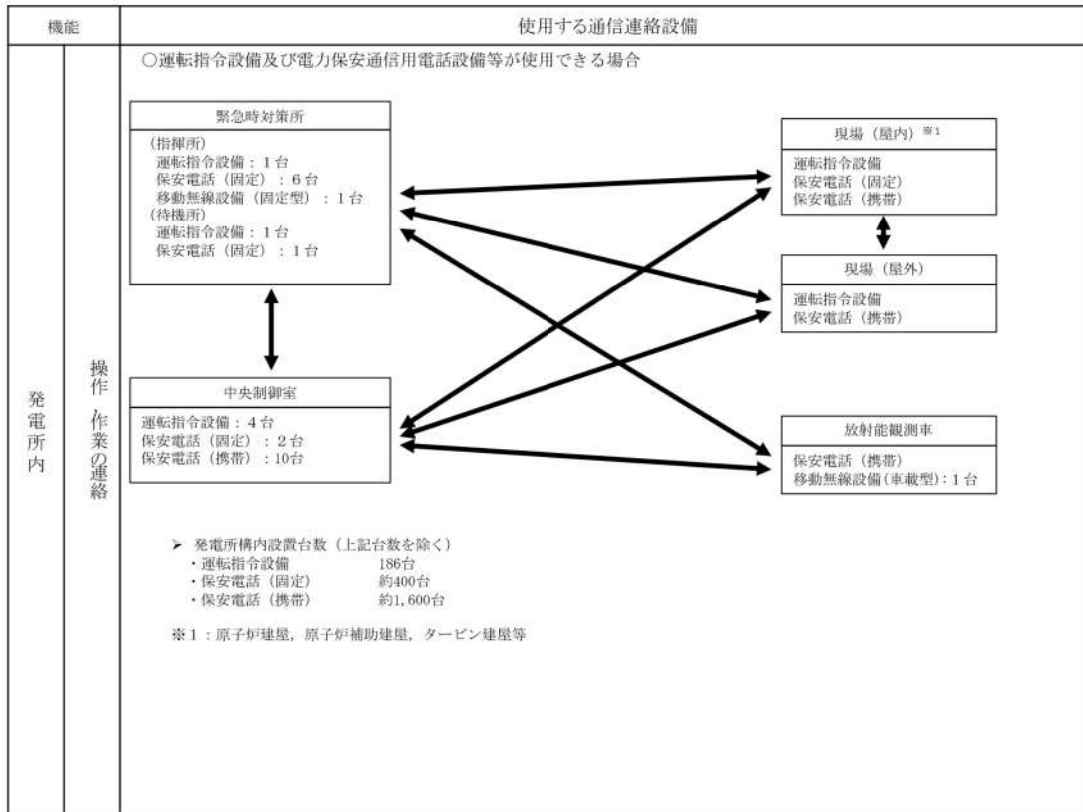 機能
使用する通信連絡設備
発電所内
操作,作業の連絡
○運転指令設備及び電力保安通信用電話設備等が使用できる場合
緊急時対策所
(指揮所)
運転指令設備:1台
保安電話(固定):6台
移動無線設備(固定型):1台
(待機所)
運転指令設備:1台
保安電話(固定):1台
現場(屋内)※1
運転指令設備
保安電話(固定)
保安電話(携帯)
現場(屋外)
運転指令設備
保安電話(携帯)
中央制御室
運転指令設備:4台
保安電話(固定):2台
保安電話(携帯):10台
放射能観測車
保安電話(携帯)
移動無線設備(車載型):1台
➢ 発電所構内設置台数(上記台数を除く)
・運転指令設備 186台
・保安電話(固定) 約400台
・保安電話(携帯) 約1,600台
※1:原子炉建屋,原子炉補助建屋,タービン建屋等